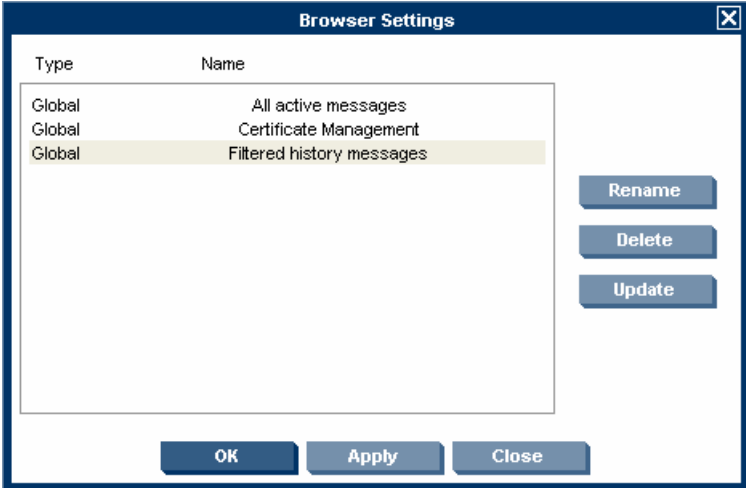 Browser Settings
Type Name
Global All active messages
Global Certificate Management
Global Filtered history messages
Rename
Delete
Update
OK Apply Close